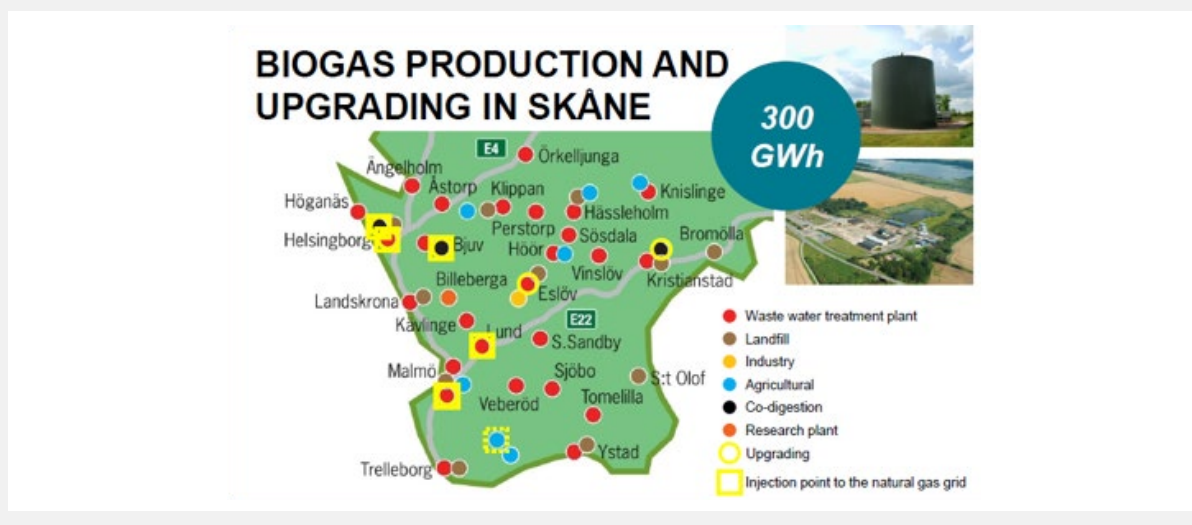 BIOGAS PRODUCTION AND
UPGRADING IN SKÅNE
300
GWh
E4
Örkelljunga
Ängelholm
Åstorp
Klippan
Knislinge
Höganäs
Perstorp
Hässleholm
Helsingborg
Bjuv
Höör
Sösdala
Bromölla
Vinslöv
Kristianstad
Billeberga
Eslöv
Landskrona
Kävlinge
Lund
E22
S.Sandby
Malmö
Sjöbo
S:t Olof
Veberöd
Tomelilla
Ystad
Trelleborg
Waste water treatment plant
Landfill
Industry
Agricultural
Co-digestion
Research plant
Upgrading
Injection point to the natural gas grid